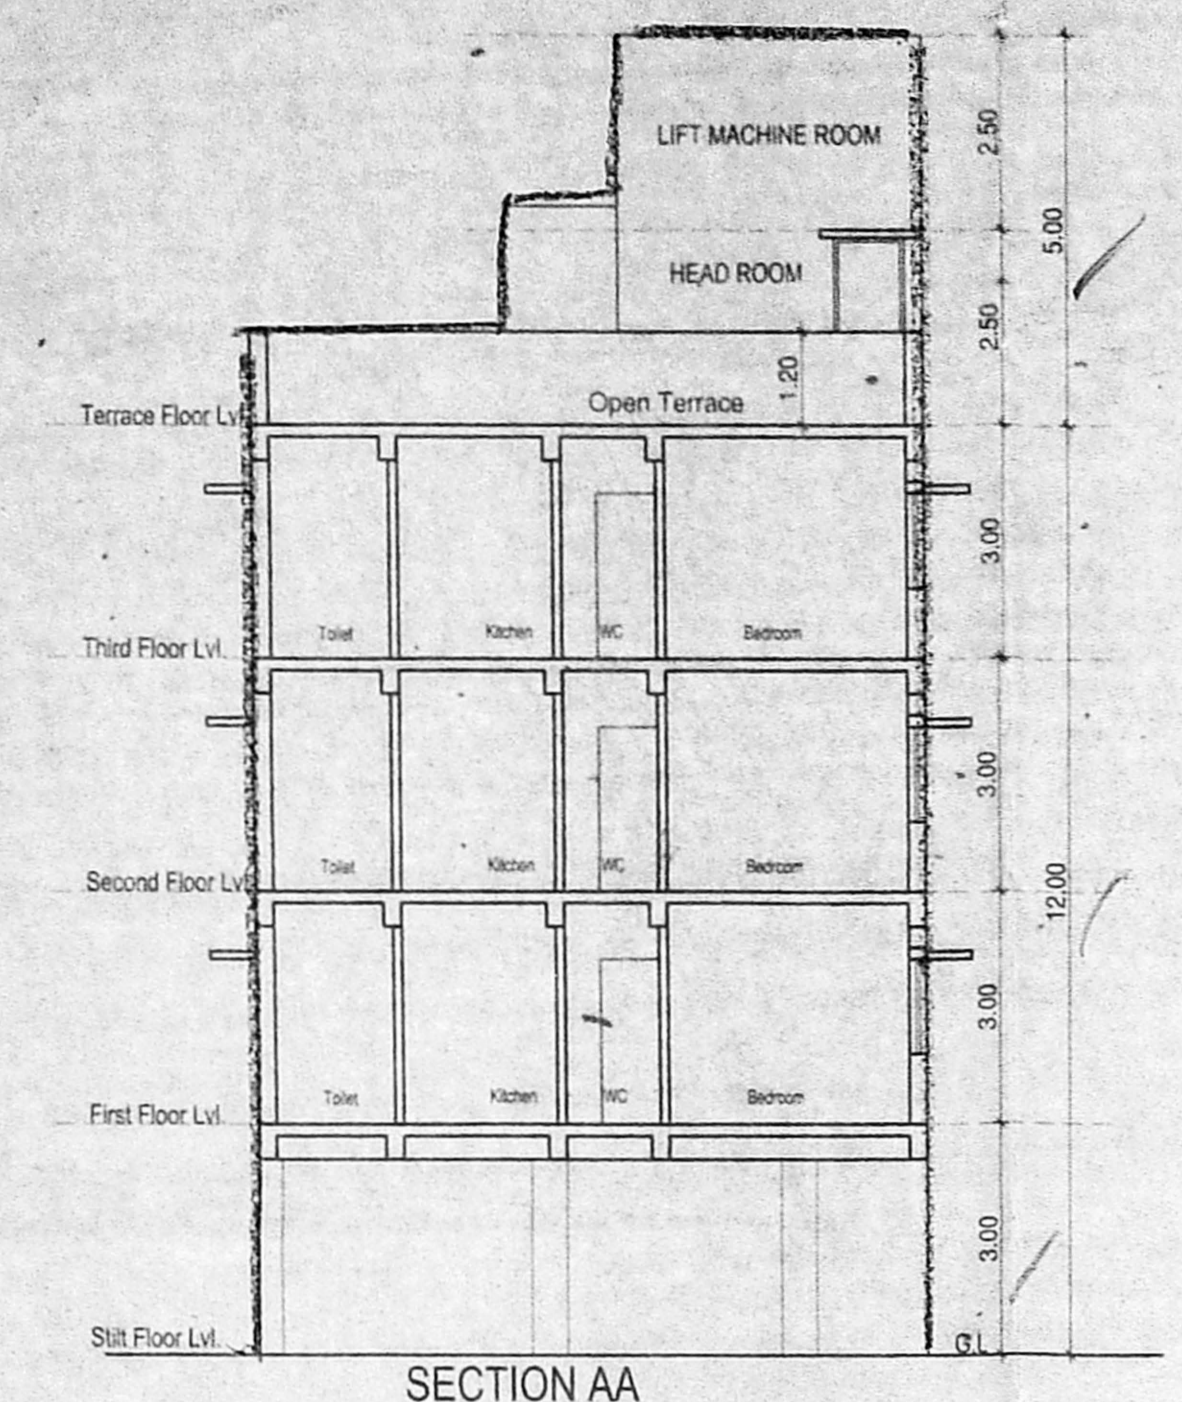 LIFT MACHINE ROOM
2.50
5.00
HEAD ROOM
2.50
1.20
Open Terrace
Terrace Floor Lvl
3.00
Toilet Kitchen WC Bedroom
Third Floor Lvl.
3.00
Toilet Kitchen WC Bedroom
Second Floor Lvl
12.00
3.00
Toilet Kitchen WC Bedroom
First Floor Lvl.
3.00
Stilt Floor Lvl.
G.L
SECTION AA